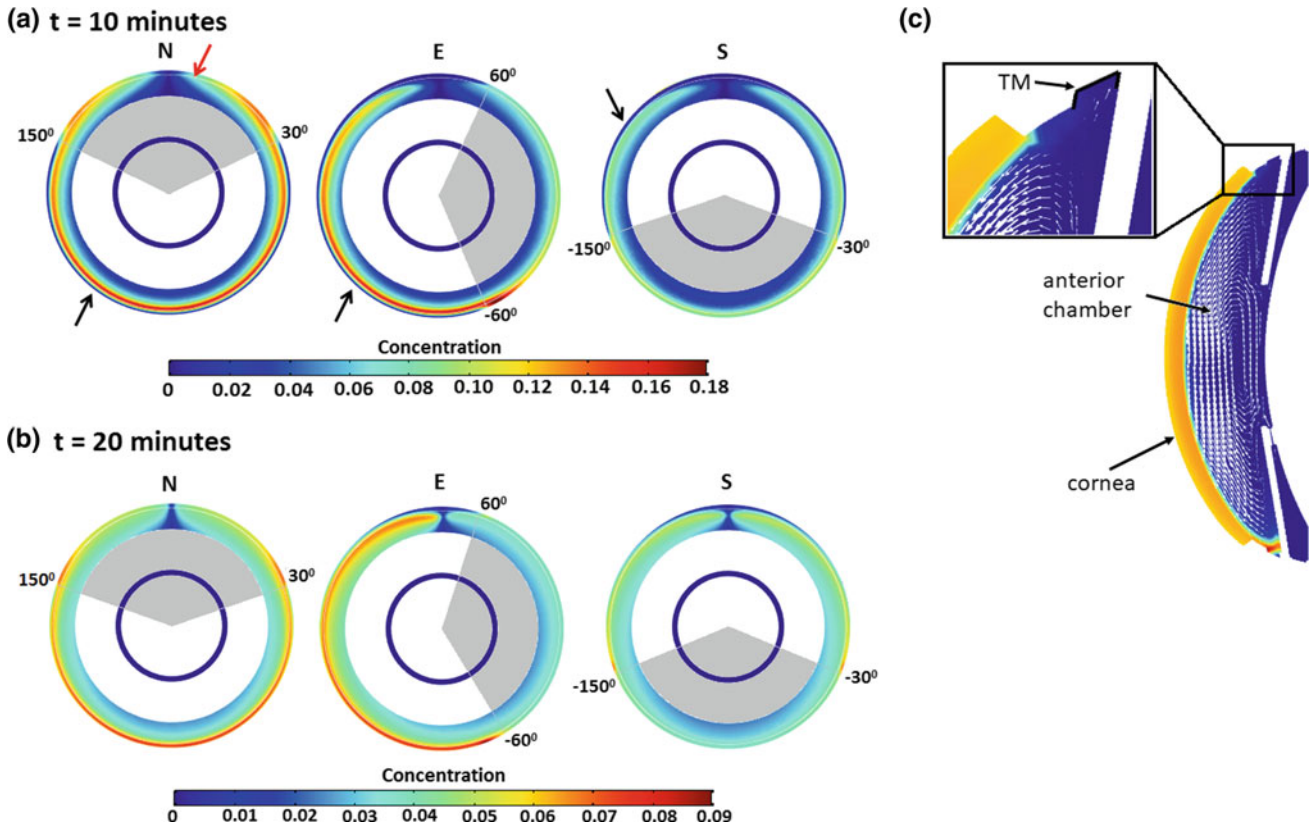 (a) t = 10 minutes
N E S
150⁰ 30⁰ 60⁰ -60⁰ -150⁰ -30⁰
Concentration
0 0.02 0.04 0.06 0.08 0.10 0.12 0.14 0.16 0.18
(b) t = 20 minutes
N E S
150⁰ 30⁰ 60⁰ -60⁰ -150⁰ -30⁰
Concentration
0 0.01 0.02 0.03 0.04 0.05 0.06 0.07 0.08 0.09
(c)
TM
anterior
chamber
cornea